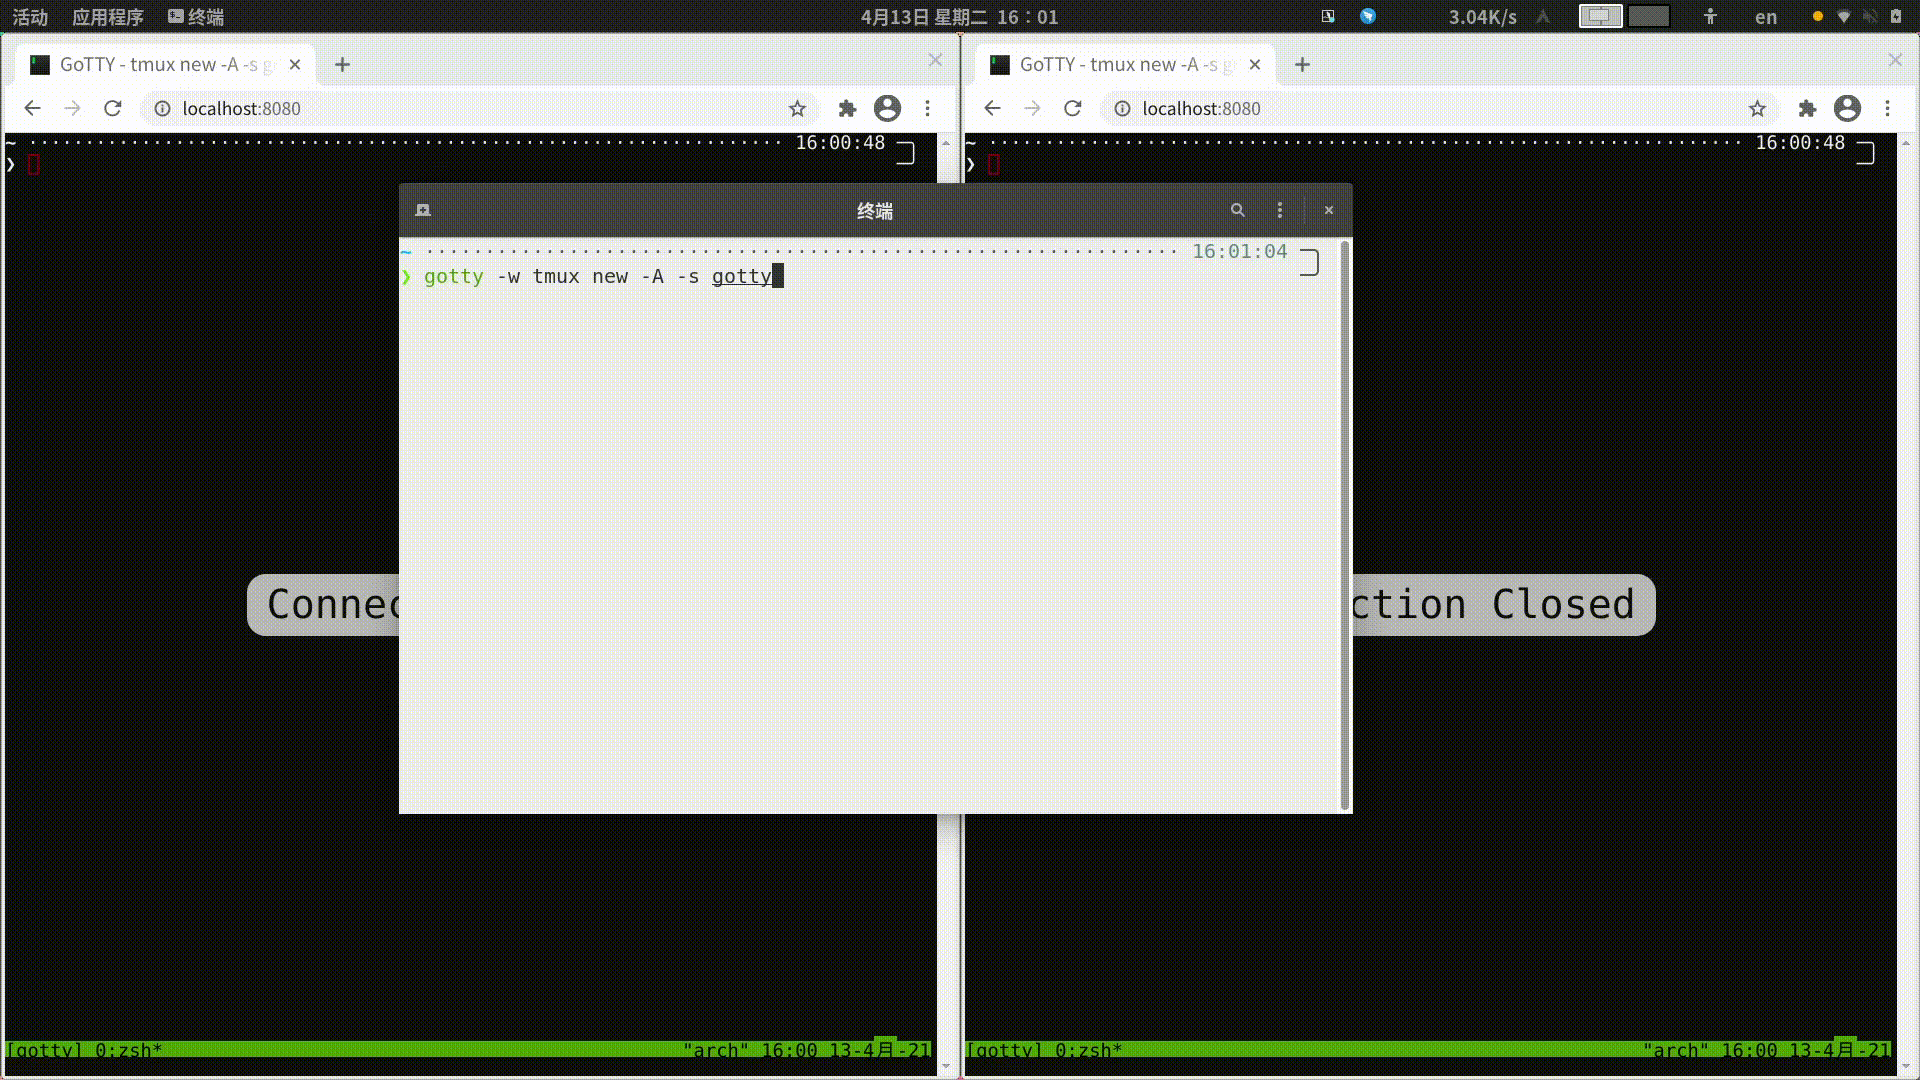 活动 应用程序 终端 4月13日 星期二 16：01 3.04K/s en
GoTTY - tmux new -A -s g
localhost:8080
~ 16:00:48
❯
Connec
[gotty] 0:zsh* "arch" 16:00 13-4月-21
终端
~ 16:01:04
❯ gotty -w tmux new -A -s gotty
GoTTY - tmux new -A -s g
localhost:8080
~ 16:00:48
❯
ction Closed
[gotty] 0:zsh* "arch" 16:00 13-4月-21